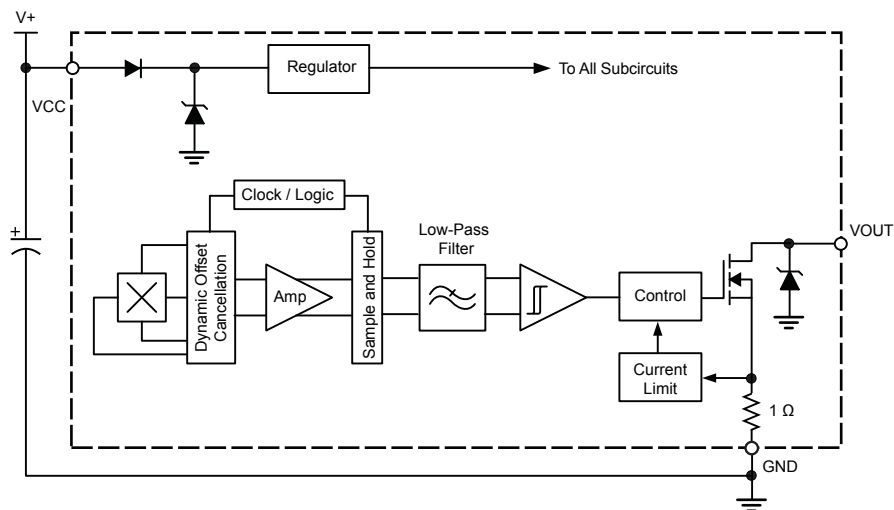 V+
VCC
Regulator
To All Subcircuits
Clock / Logic
Dynamic Offset
Cancellation
Amp
Sample and Hold
Low-Pass
Filter
Control
Current
Limit
VOUT
1 Ω
GND
+